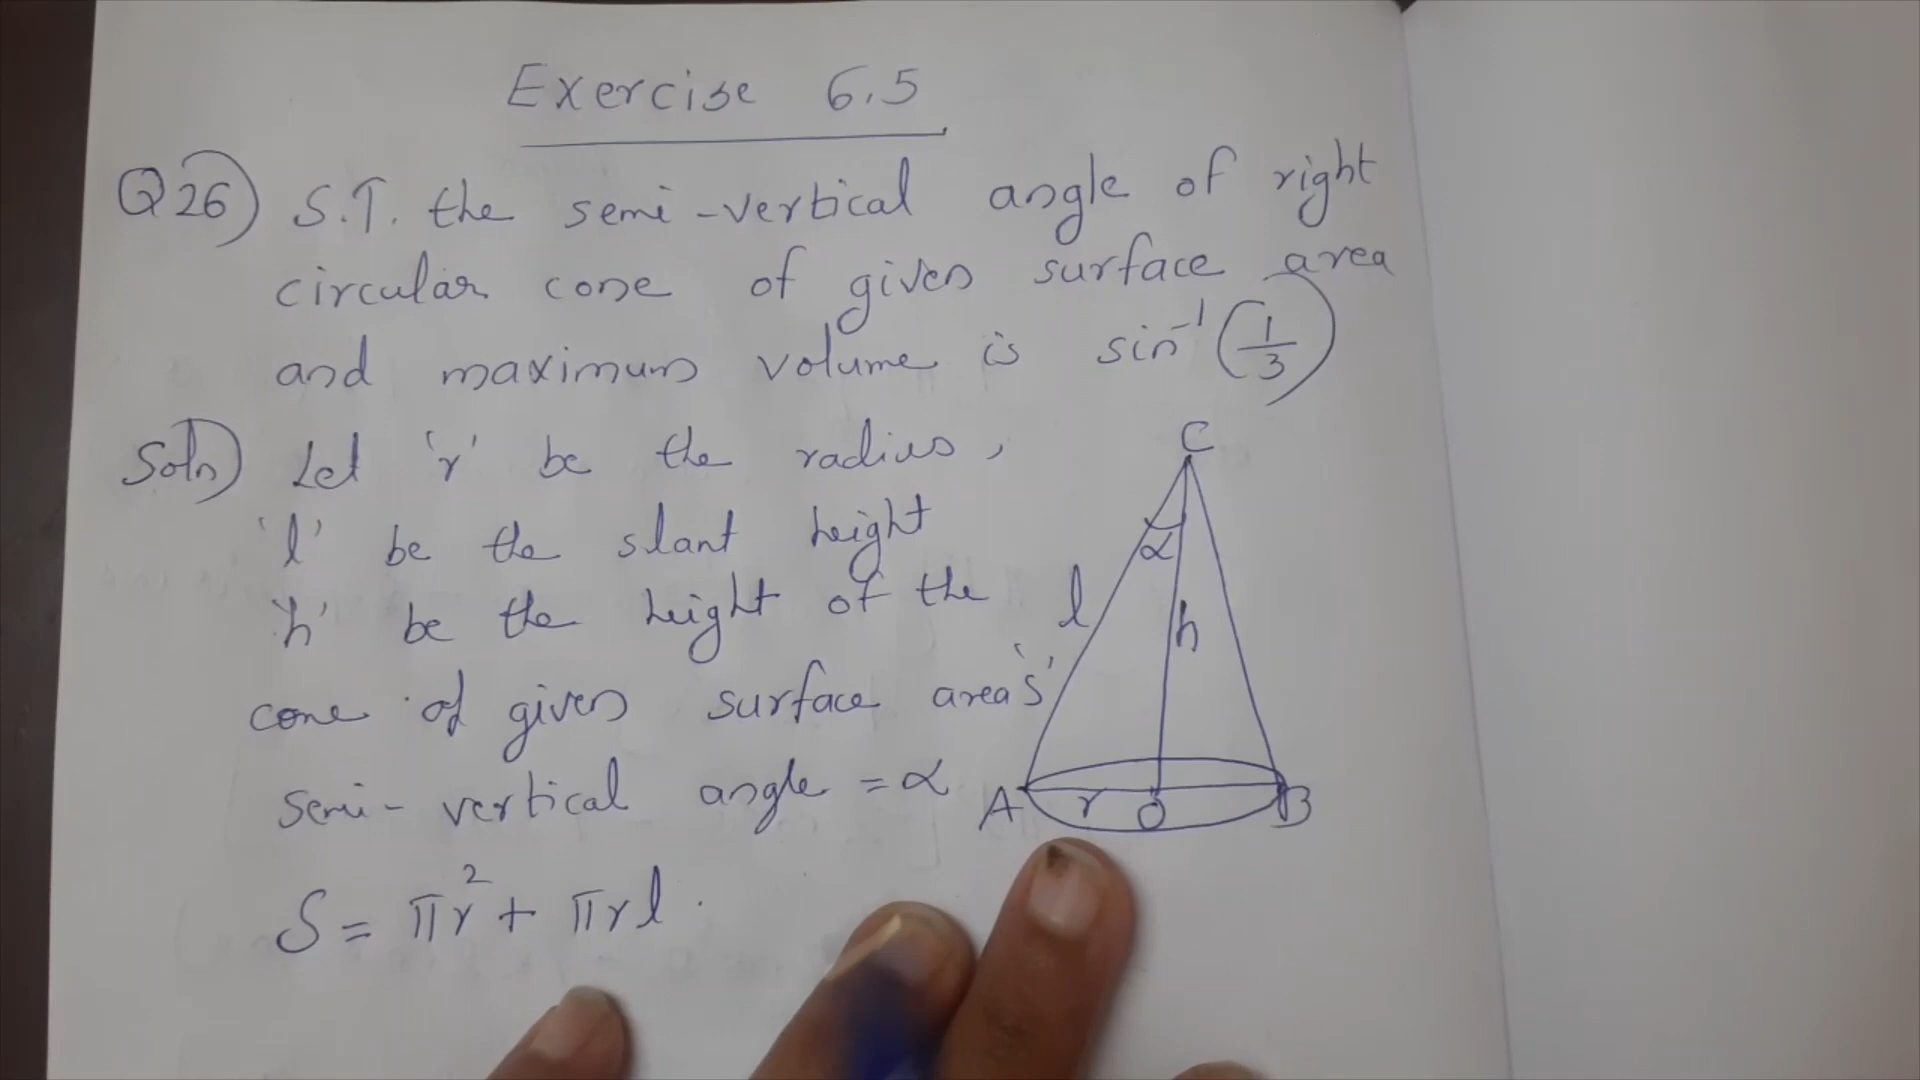 Exercise 6.5
Q26) S.T. the semi-vertical angle of right
circular cone of given surface area
and maximum volume is sin⁻¹(1/3)
Soln) Let 'r' be the radius,
'l' be the slant height
'h' be the height of the
cone of given surface area 'S'
semi-vertical angle = α
S = πr² + πrl.
C
α
l
h
A r O B